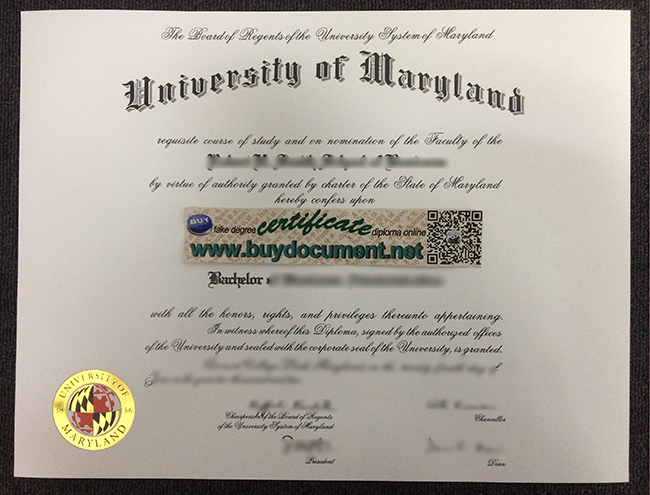 The Board of Regents of the University System of Maryland
University of Maryland
requisite course of study and on nomination of the Faculty of the
by virtue of authority granted by charter of the State of Maryland
hereby confers upon
BUY
fake degree certificate diploma online
www.buydocument.net
Bachelor
with all the honors, rights, and privileges thereunto appertaining.
In witness whereof this Diploma, signed by the authorized offices
of the University and sealed with the corporate seal of the University, is granted.
UNIVERSITY OF
MARYLAND
18 56
Chairperson of the Board of Regents
of the University System of Maryland
Chancellor
President
Dean